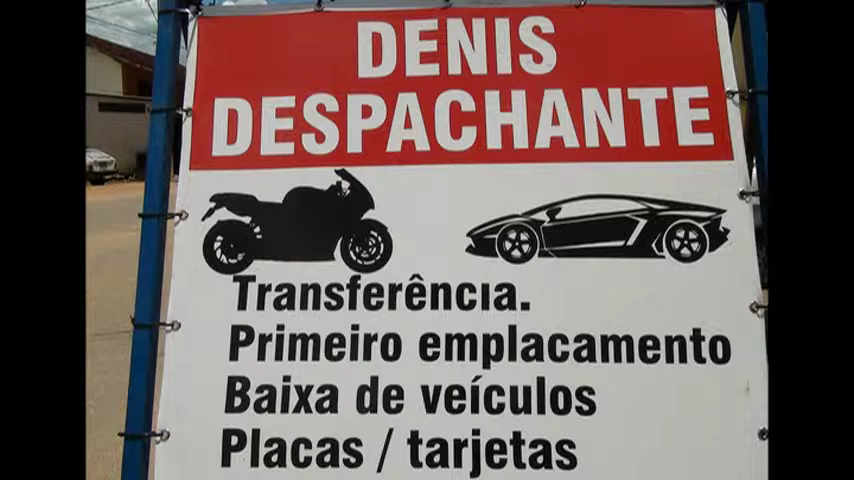 DENIS
DESPACHANTE
Transferência.
Primeiro emplacamento
Baixa de veículos
Placas / tarjetas